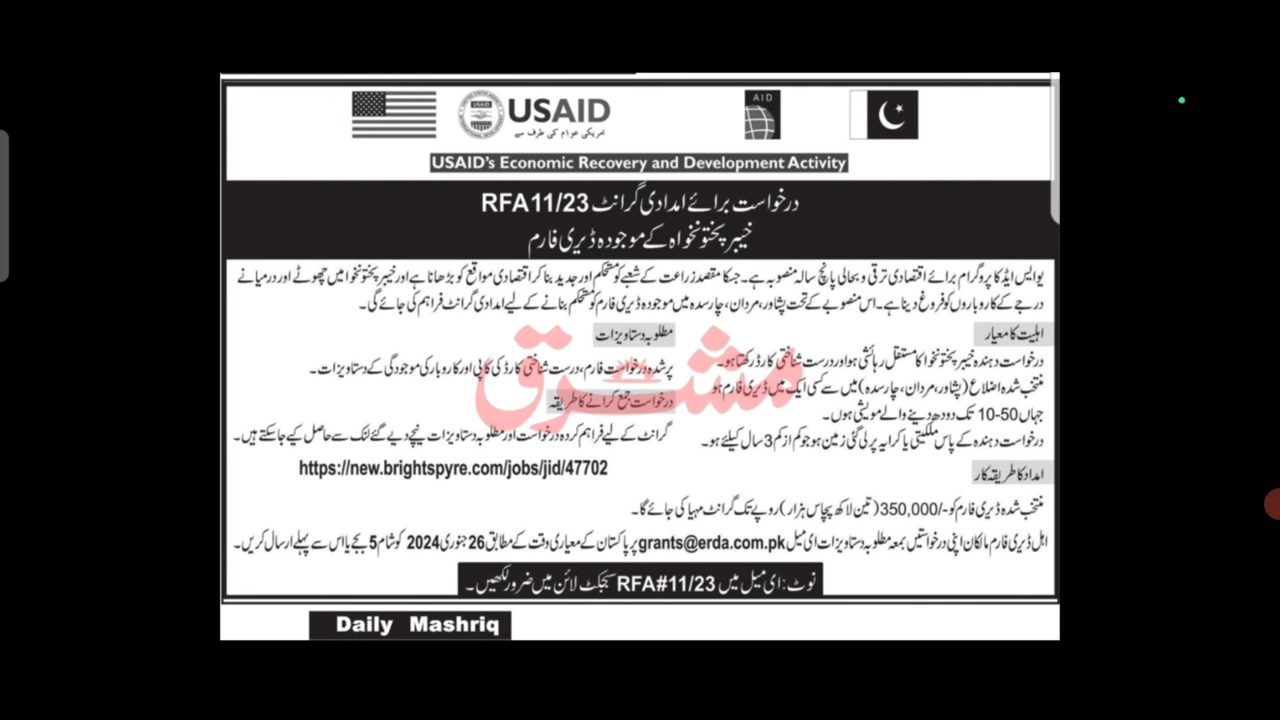 USAID
امریکی عوام کی طرف سے
AID
USAID's Economic Recovery and Development Activity
درخواست برائے امدادی گرانٹ RFA 11/23
خیبر پختونخواہ کے موجودہ ڈیری فارم
یوایس ایڈ کا پروگرام برائے اقتصادی ترقی و بحالی پانچ سالہ منصوبہ ہے۔ جسکا مقصد زراعت کے شعبے کو مستحکم اور جدید بنا کر اقتصادی مواقع کو بڑھانا ہے اور خیبر پختونخوا میں چھوٹے اور درمیانے
درجے کے کاروباروں کو فروغ دینا ہے۔ اس منصوبے کے تحت پشاور، مردان، چارسدہ میں موجودہ ڈیری فارم کو مستحکم بنانے کے لیے امدادی گرانٹ فراہم کی جائے گی۔
اہلیت کا معیار
درخواست دہندہ خیبر پختونخوا کا مستقل رہائشی ہو اور درست شناختی کارڈ رکھتا ہو۔
منتخب شدہ اضلاع (پشاور، مردان، چارسدہ) میں سے کسی ایک میں ڈیری فارم ہو
جہاں 10-50 تک دودھ دینے والے مویشی ہوں۔
درخواست دہندہ کے پاس ملکیتی یا کرایہ پر لی گئی زمین ہو جو کم از کم 3 سال کیلئے ہو۔
مطلوبہ دستاویزات
پر شدہ درخواست فارم، درست شناختی کارڈ کی کاپی اور کاروبار کی موجودگی کے دستاویزات۔
درخواست جمع کرانے کا طریقہ
گرانٹ کے لیے فراہم کردہ درخواست اور مطلوبہ دستاویزات نیچے دیے گئے لنک سے حاصل کیے جا سکتے ہیں۔
https://new.brightspyre.com/jobs/jid/47702
امداد کا طریقہ کار
منتخب شدہ ڈیری فارم کو -/350,000 (تین لاکھ پچاس ہزار) روپے تک گرانٹ مہیا کی جائے گا۔
اہل ڈیری فارم مالکان اپنی درخواستیں بمعہ مطلوبہ دستاویزات ای میل grants@erda.com.pk پر پاکستان کے معیاری وقت کے مطابق 26 جنوری 2024 کو شام 5 بجے یا اس سے پہلے ارسال کریں۔
نوٹ: ای میل میں RFA#11/23 سبجکٹ لائن میں ضرور لکھیں۔
مشرق
Daily Mashriq